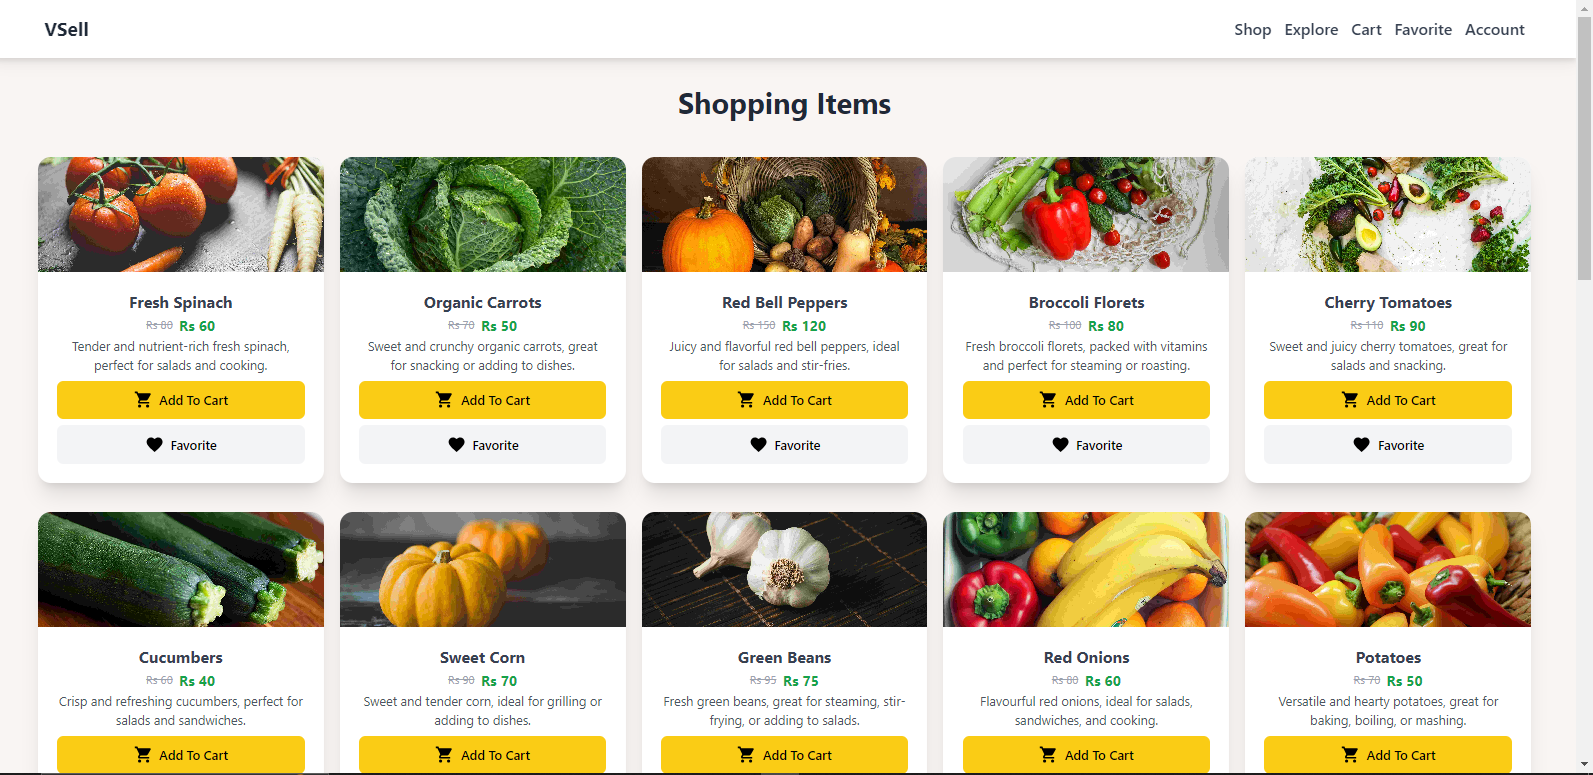 VSell
Shop Explore Cart Favorite Account
Shopping Items
Fresh Spinach
Rs 80 Rs 60
Tender and nutrient-rich fresh spinach,
perfect for salads and cooking.
Add To Cart
Favorite
Organic Carrots
Rs 70 Rs 50
Sweet and crunchy organic carrots, great
for snacking or adding to dishes.
Add To Cart
Favorite
Red Bell Peppers
Rs 150 Rs 120
Juicy and flavorful red bell peppers, ideal
for salads and stir-fries.
Add To Cart
Favorite
Broccoli Florets
Rs 100 Rs 80
Fresh broccoli florets, packed with vitamins
and perfect for steaming or roasting.
Add To Cart
Favorite
Cherry Tomatoes
Rs 110 Rs 90
Sweet and juicy cherry tomatoes, great for
salads and snacking.
Add To Cart
Favorite
Cucumbers
Rs 60 Rs 40
Crisp and refreshing cucumbers, perfect for
salads and sandwiches.
Add To Cart
Sweet Corn
Rs 90 Rs 70
Sweet and tender corn, ideal for grilling or
adding to dishes.
Add To Cart
Green Beans
Rs 95 Rs 75
Fresh green beans, great for steaming, stir-
frying, or adding to salads.
Add To Cart
Red Onions
Rs 80 Rs 60
Flavourful red onions, ideal for salads,
sandwiches, and cooking.
Add To Cart
Potatoes
Rs 70 Rs 50
Versatile and hearty potatoes, great for
baking, boiling, or mashing.
Add To Cart